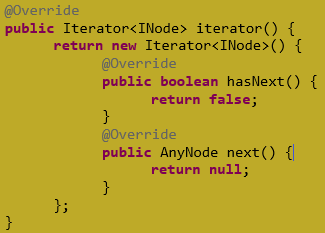 @Override
public Iterator<INode> iterator() {
return new Iterator<INode>() {
@Override
public boolean hasNext() {
return false;
}
@Override
public AnyNode next() {
return null;
}
};
}